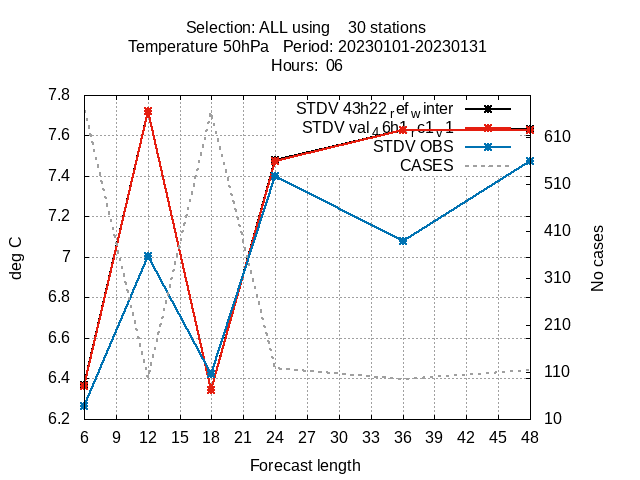 Selection: ALL using 30 stations
Temperature 50hPa Period: 20230101-20230131
Hours: 06
STDV 43h22_ref_winter
STDV val_46h1_rc1_v1
STDV OBS
CASES
7.8
7.6
7.4
7.2
7
6.8
6.6
6.4
6.2
deg C
610
510
410
310
210
110
10
No cases
6 9 12 15 18 21 24 27 30 33 36 39 42 45 48
Forecast length